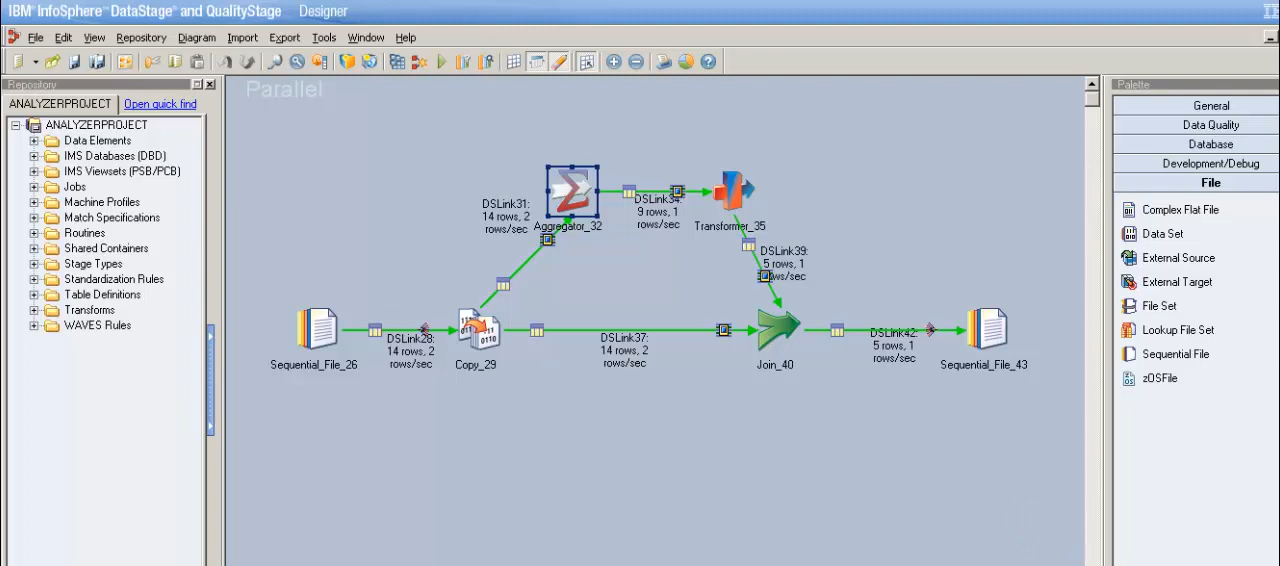 IBM® InfoSphere™ DataStage® and QualityStage® Designer
File Edit View Repository Diagram Import Export Tools Window Help
Repository
ANALYZERPROJECT Open quick find
ANALYZERPROJECT
Data Elements
IMS Databases (DBD)
IMS Viewsets (PSB/PCB)
Jobs
Machine Profiles
Match Specifications
Routines
Shared Containers
Stage Types
Standardization Rules
Table Definitions
Transforms
WAVES Rules
Parallel
DSLink31:
14 rows, 2
rows/sec
Aggregator_32
DSLink34:
9 rows, 1
rows/sec
Transformer_35
DSLink39:
5 rows, 1
rows/sec
Sequential_File_26
DSLink28:
14 rows, 2
rows/sec
Copy_29
DSLink37:
14 rows, 2
rows/sec
Join_40
DSLink42:
5 rows, 1
rows/sec
Sequential_File_43
Palette
General
Data Quality
Database
Development/Debug
File
Complex Flat File
Data Set
External Source
External Target
File Set
Lookup File Set
Sequential File
zOSFile